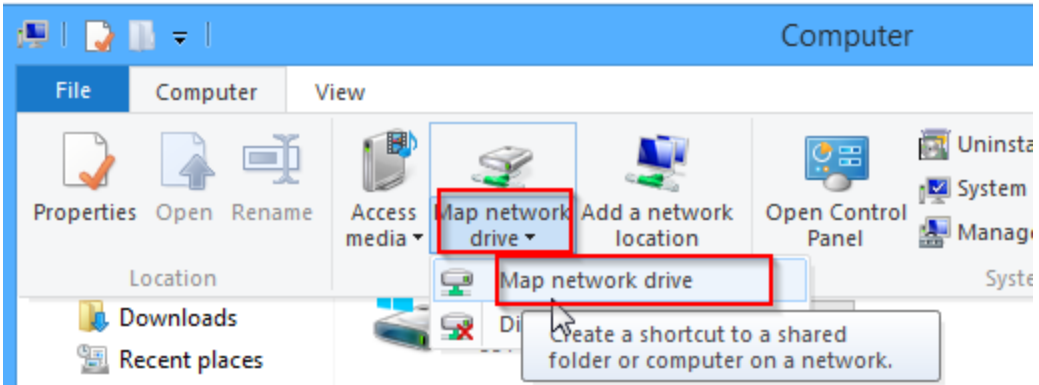 Computer
File
Computer
View
Properties
Open
Rename
Access
media
Map network
drive
Add a network
location
Open Control
Panel
System
Location
Map network drive
Create a shortcut to a shared
folder or computer on a network.
Downloads
Recent places